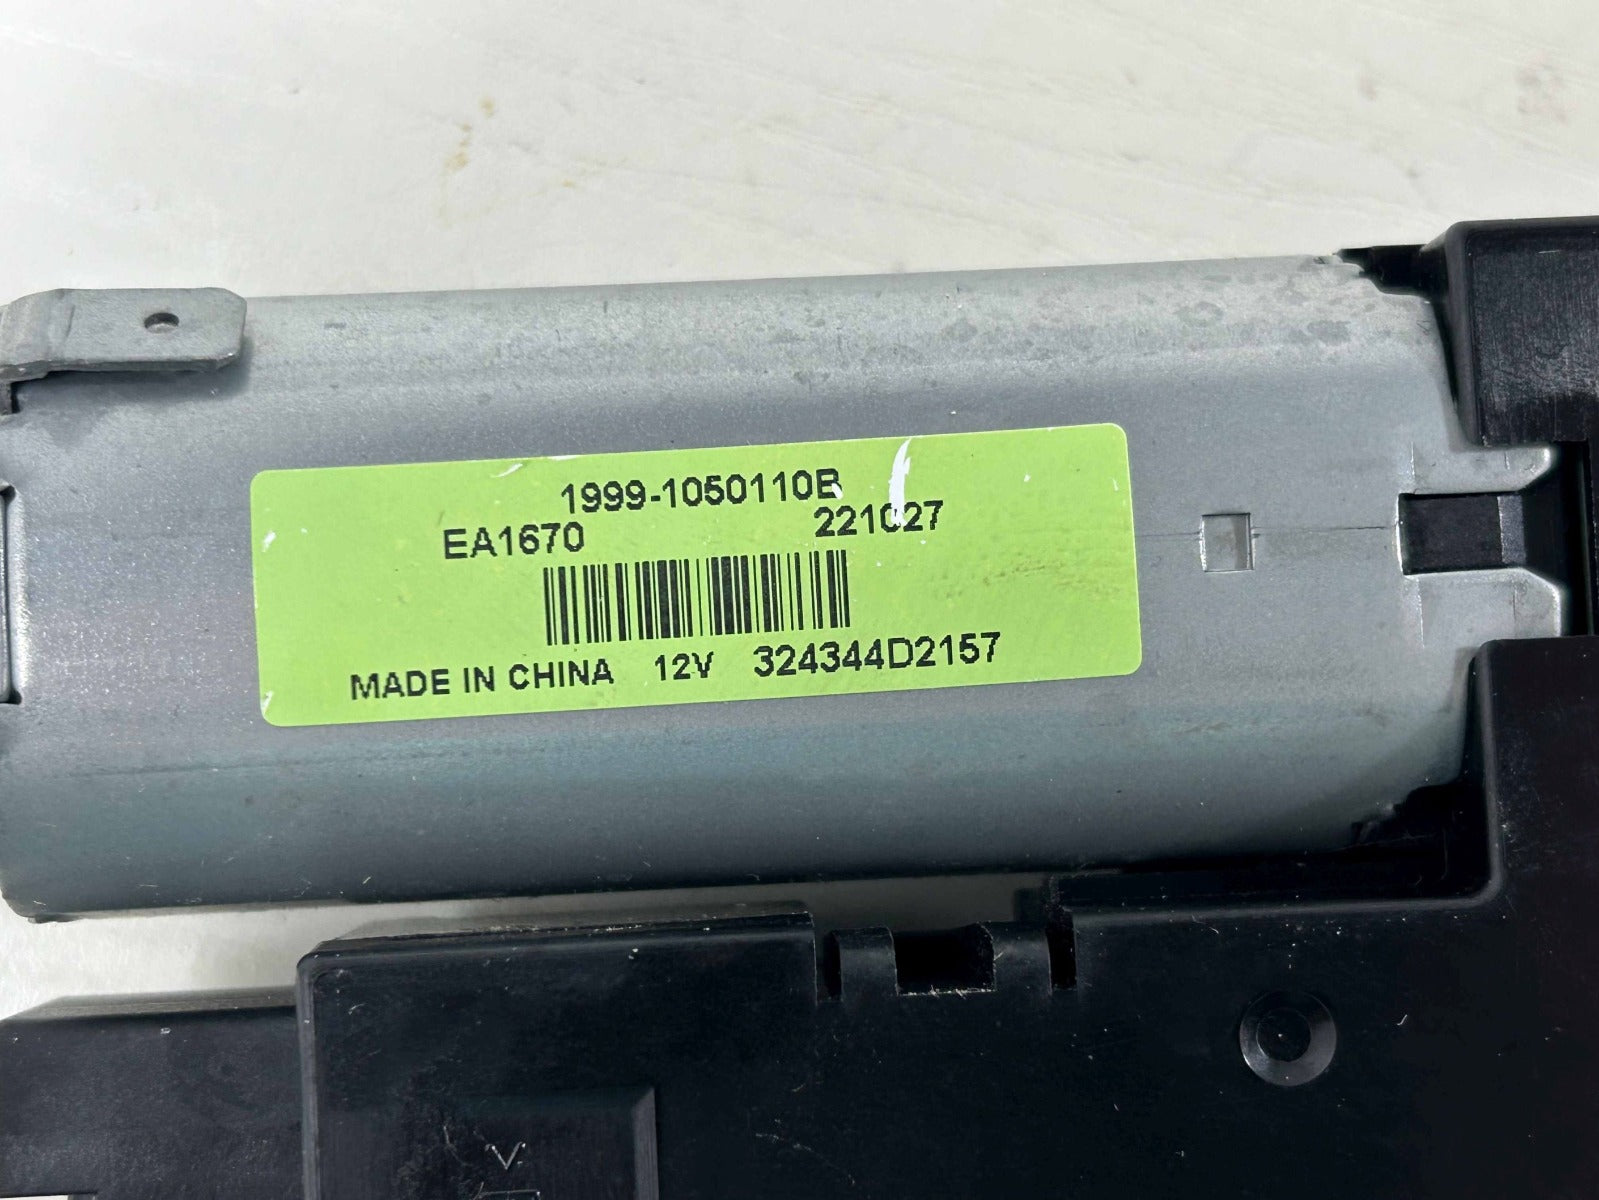 1999-1050110B
EA1670 221027
MADE IN CHINA 12V 324344D2157